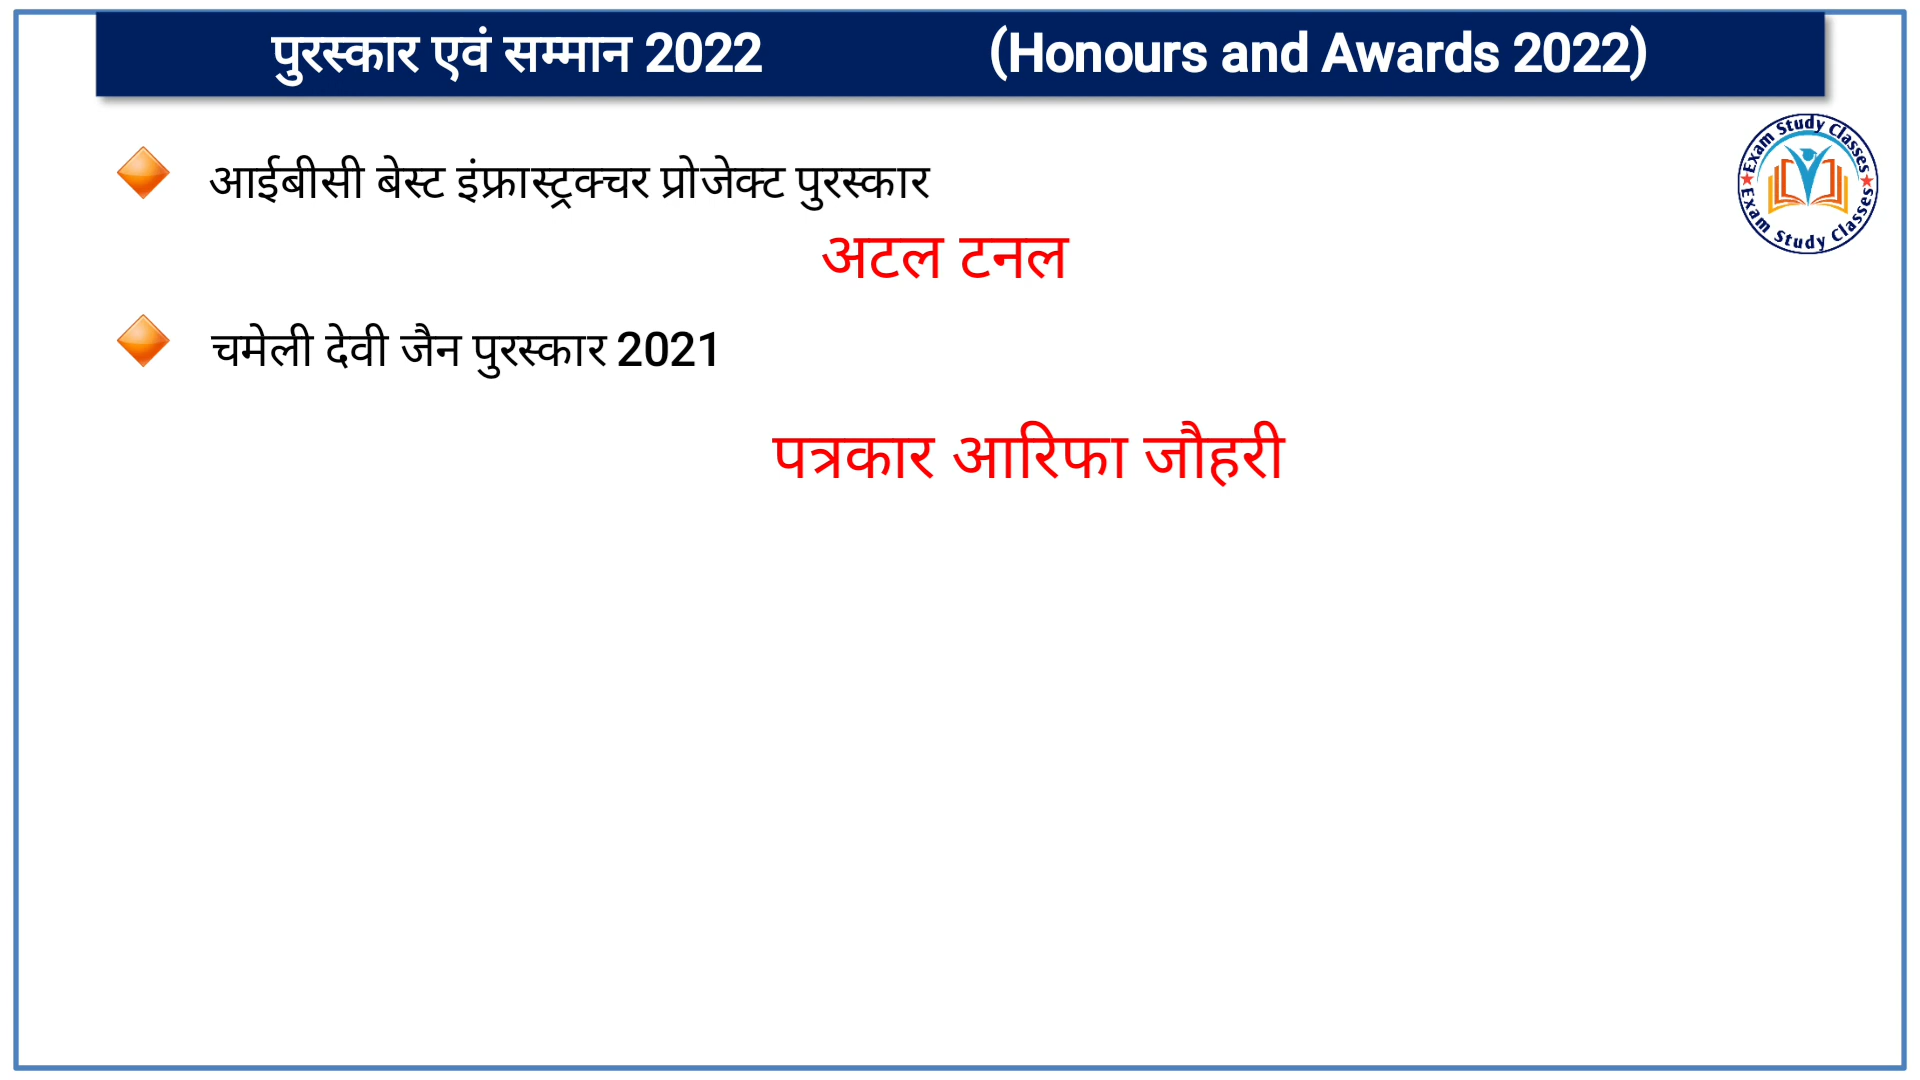 पुरस्कार एवं सम्मान 2022 (Honours and Awards 2022)
Exam Study Classes
Exam Study Classes
आईबीसी बेस्ट इंफ्रास्ट्रक्चर प्रोजेक्ट पुरस्कार
अटल टनल
चमेली देवी जैन पुरस्कार 2021
पत्रकार आरिफा जौहरी